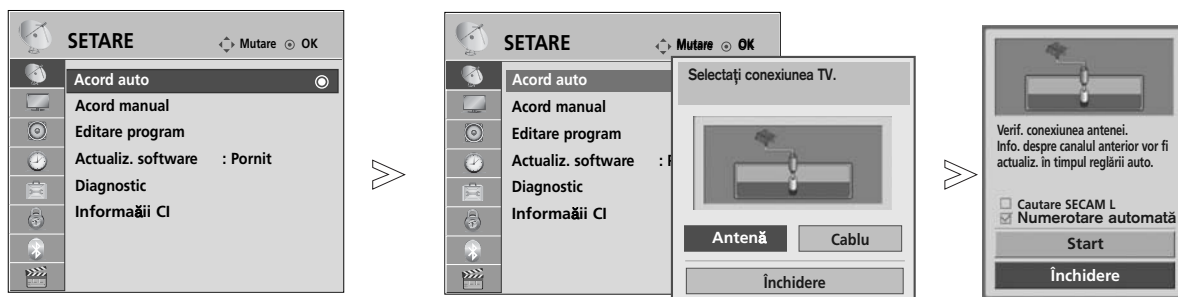 SETARE
Mutare OK
Acord auto
Acord manual
Editare program
Actualiz. software : Pornit
Diagnostic
Informaăii CI
SETARE
Mutare OK
Acord auto
Acord manual
Editare program
Actualiz. software : P
Diagnostic
Informaăii CI
Selectați conexiunea TV.
Antenă Cablu
Închidere
Verif. conexiunea antenei.
Info. despre canalul anterior vor fi
actualiz. în timpul reglării auto.
Cautare SECAM L
Numerotare automată
Start
Închidere